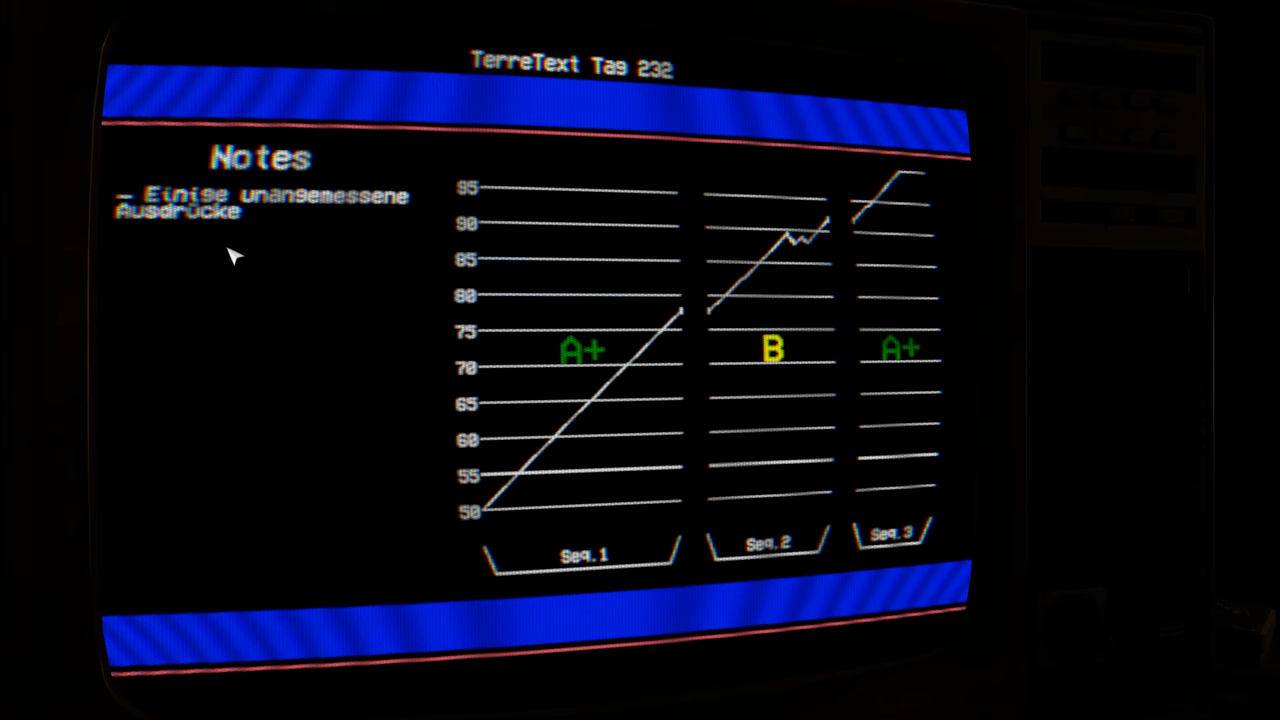 TerreText Tag 232
Notes
- Einige unangemessene
Ausdrücke
95
90
85
80
75
70
65
60
55
50
A+
B
A+
Seq.1
Seq.2
Seq.3